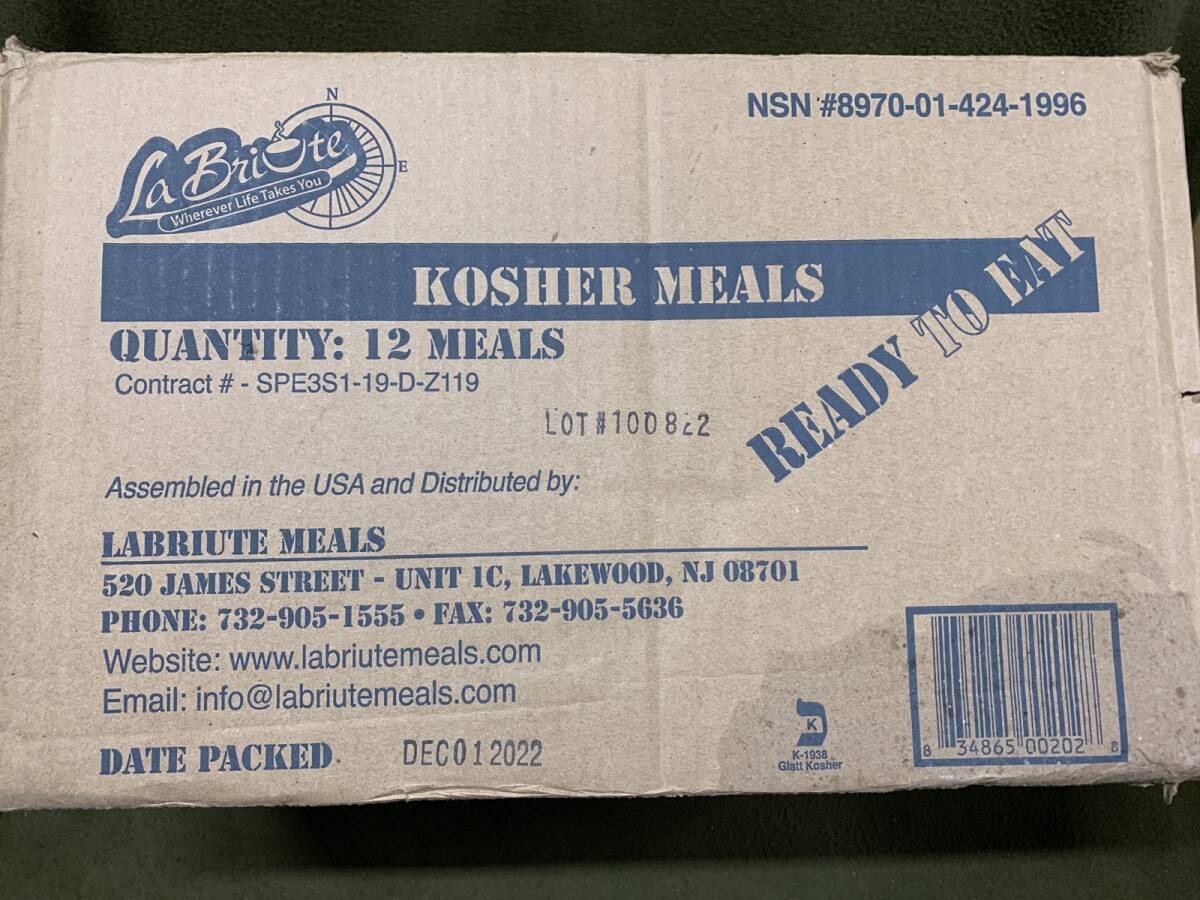 N
E
La Briute
Wherever Life Takes You
NSN #8970-01-424-1996
KOSHER MEALS
READY TO EAT
QUANTITY: 12 MEALS
Contract # - SPE3S1-19-D-Z119
LOT#100822
Assembled in the USA and Distributed by:
LABRIUTE MEALS
520 JAMES STREET - UNIT 1C, LAKEWOOD, NJ 08701
PHONE: 732-905-1555 • FAX: 732-905-5636
Website: www.labriutemeals.com
Email: info@labriutemeals.com
DATE PACKED DEC 01 2022
K
K-1938
Glatt Kosher
8 34865 00202 8